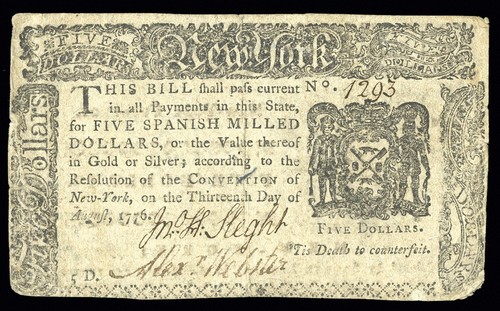 FIVE DOLLARS
New York
FIVE DOLLARS
Five Dollars
THIS BILL shall pass current
in all Payments in this State,
for FIVE SPANISH MILLED
DOLLARS, or the Value thereof
in Gold or Silver; according to the
Resolution of the CONVENTION of
New-York, on the Thirteenth Day of
August, 1776.
No. 1293
FIVE DOLLARS.
'Tis Death to counterfeit.
Jno. H. Sleght
5 D.
Alexr. Webster